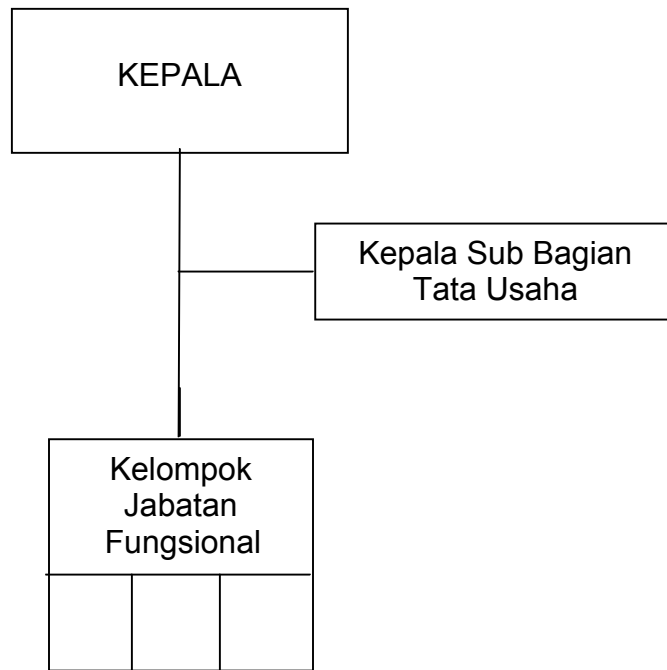 KEPALA
Kepala Sub Bagian
Tata Usaha
Kelompok
Jabatan
Fungsional